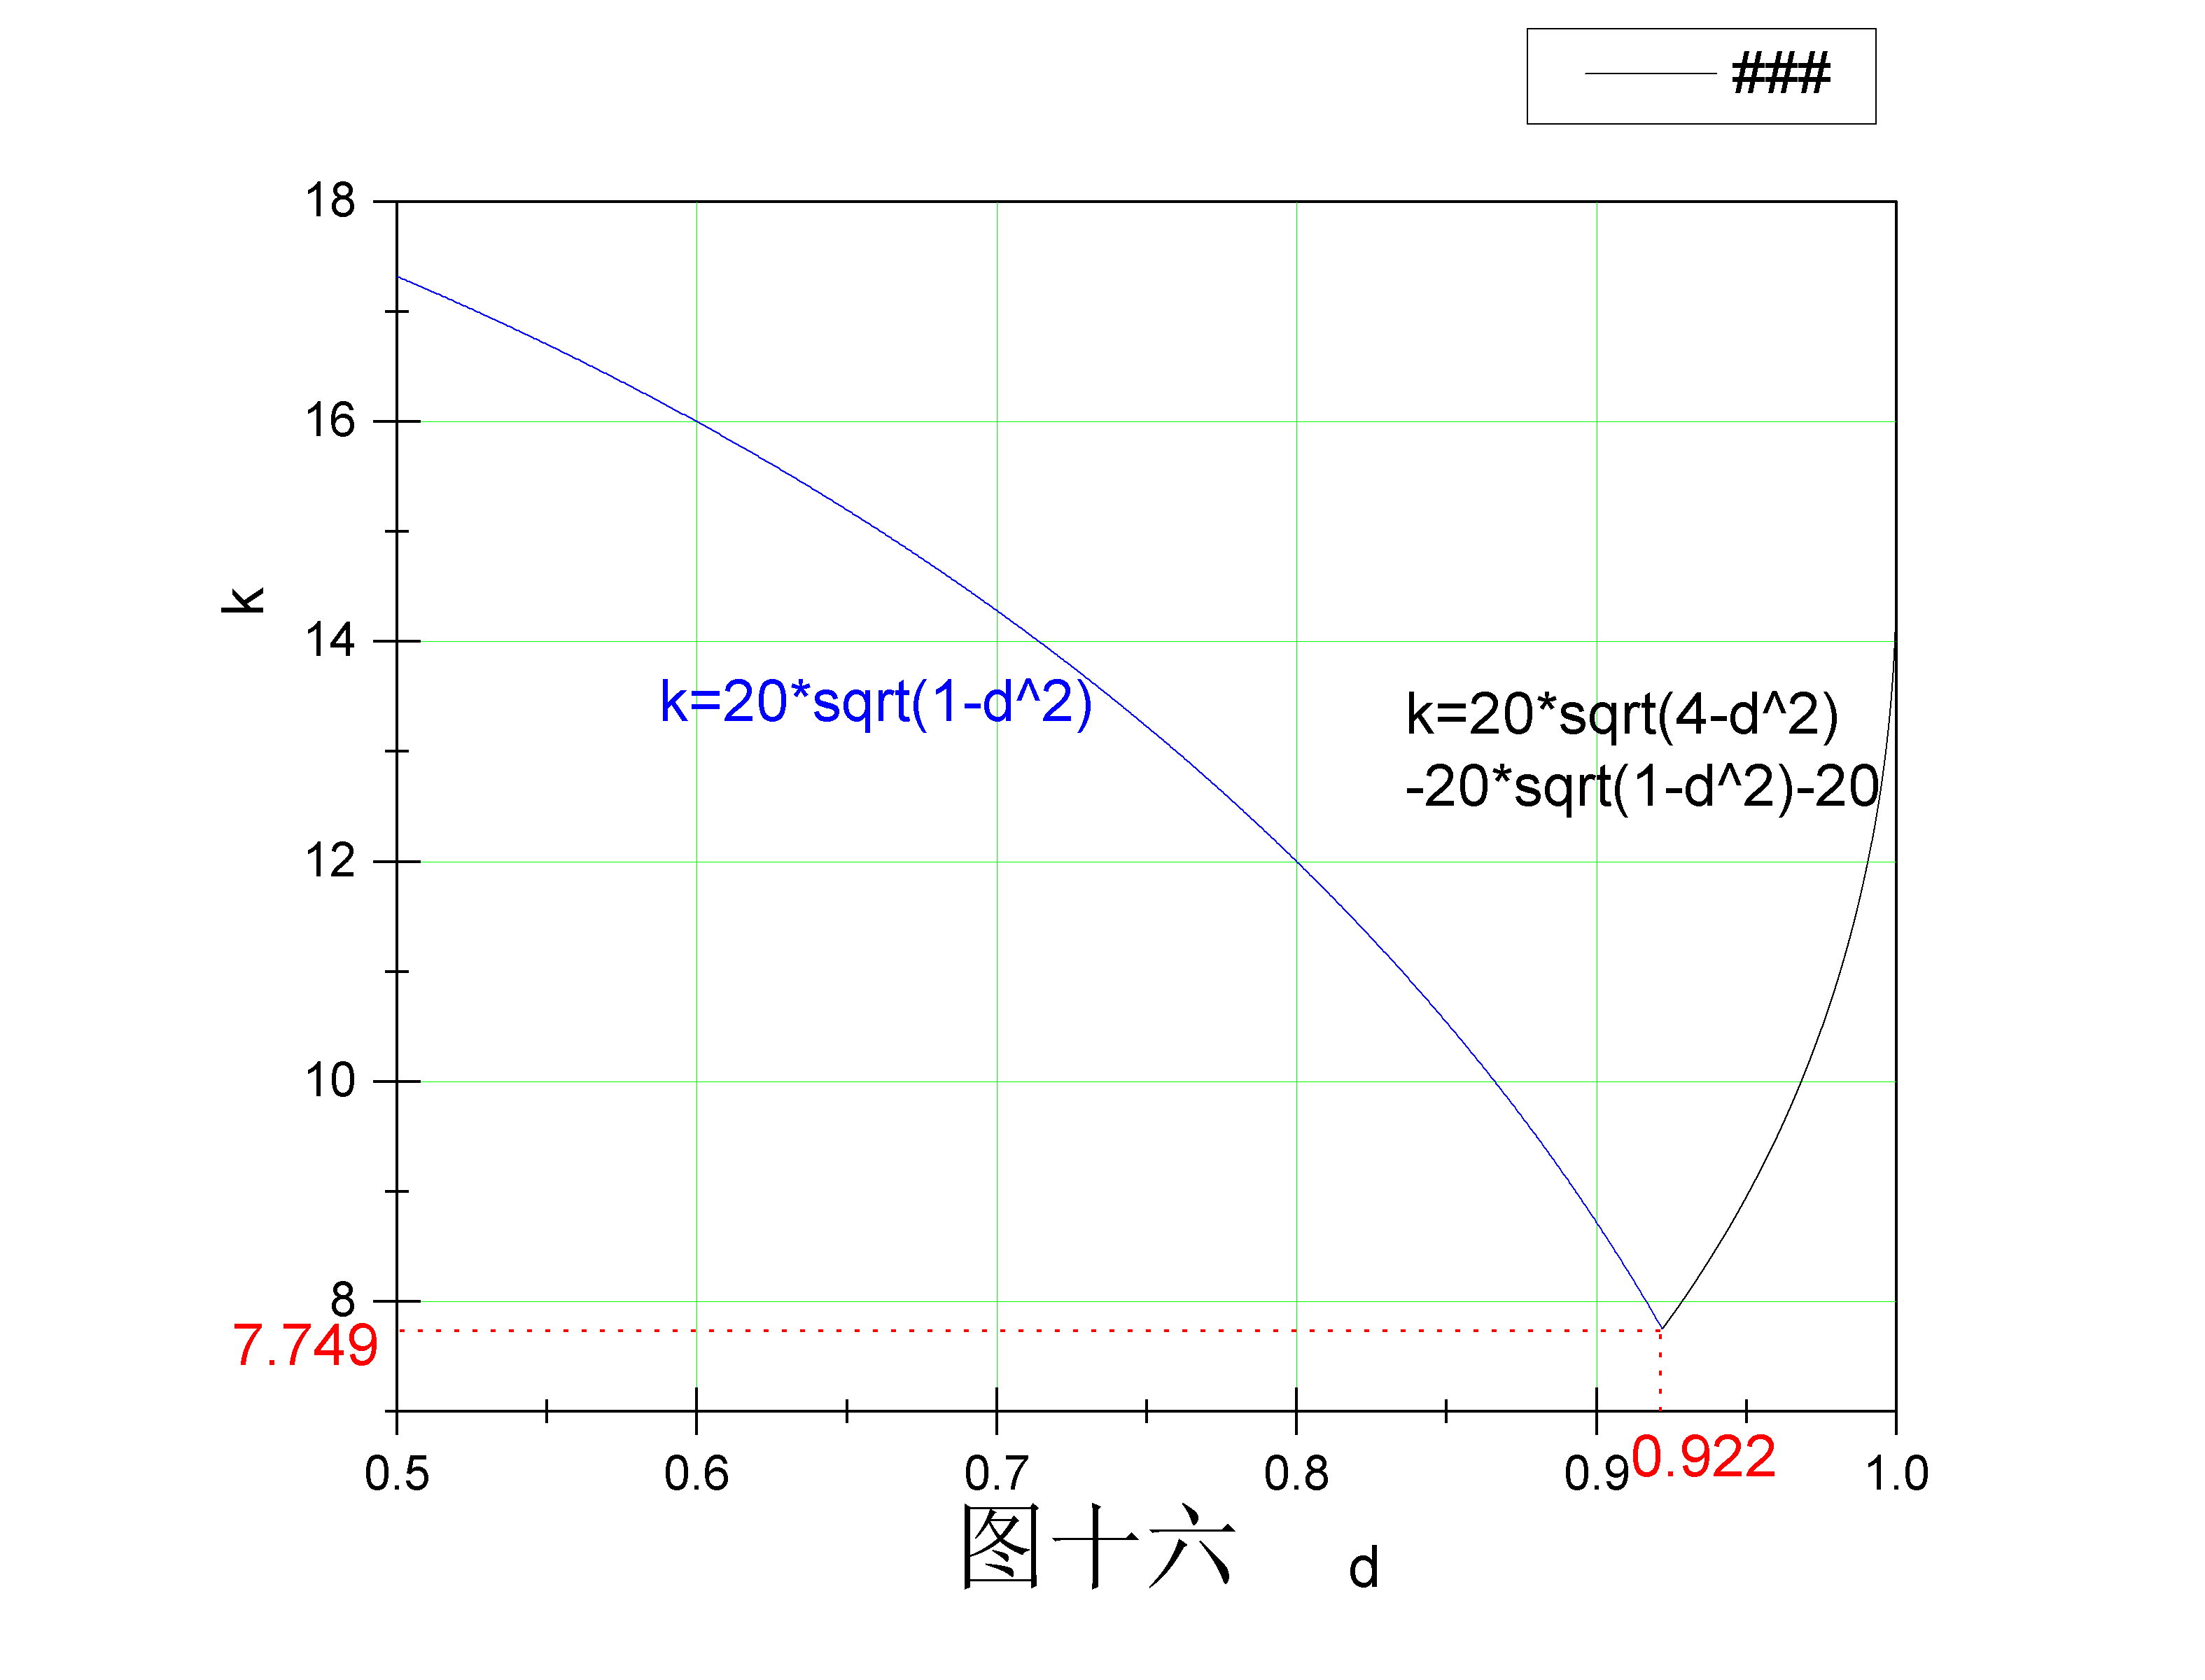 ###
18
16
14
12
10
8
7.749
k
k=20*sqrt(1-d^2)
k=20*sqrt(4-d^2)
-20*sqrt(1-d^2)-20
0.5 0.6 0.7 0.8 0.9 0.922 1.0
图十六 d